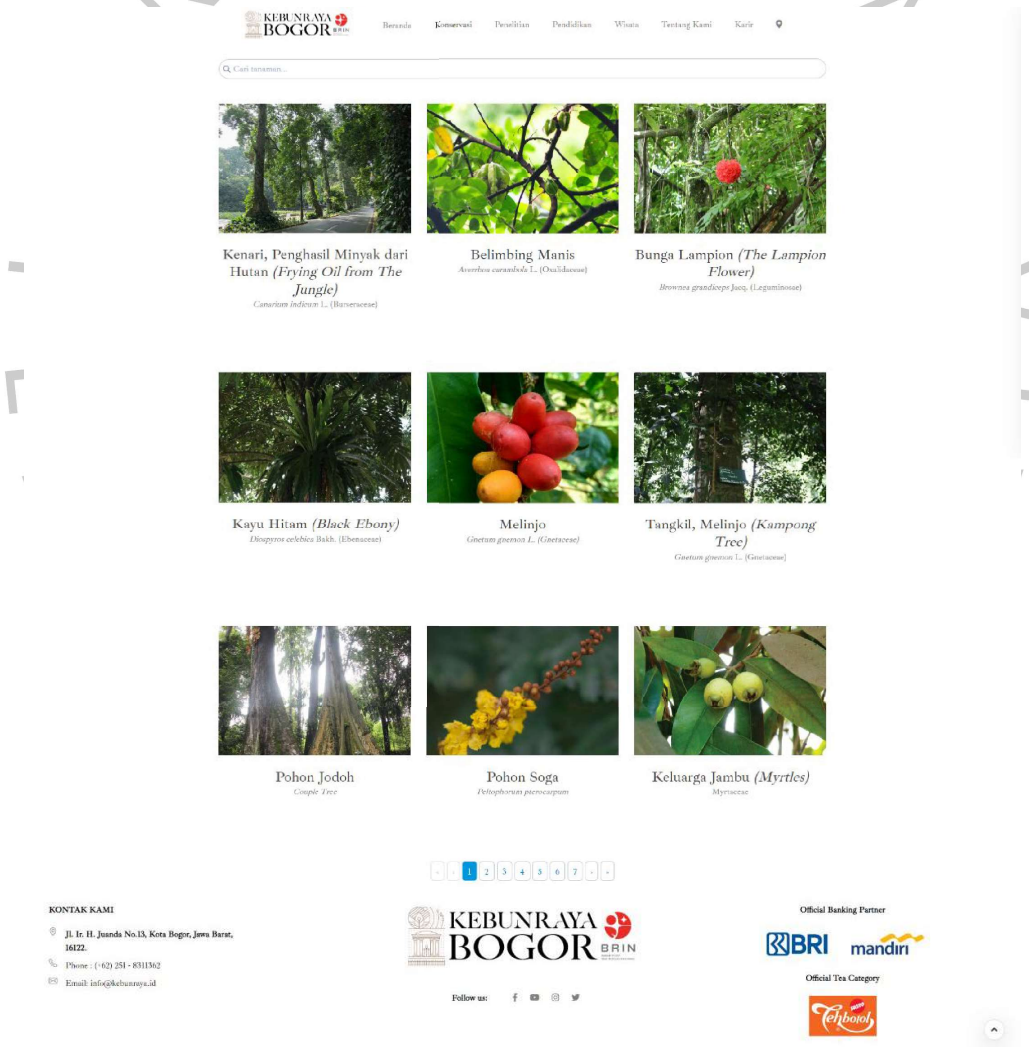 KEBUNRAYA
BOGOR BRIN
Beranda Konservasi Penelitian Pendidikan Wisata Tentang Kami Karir
Cari tanaman...
Kenari, Penghasil Minyak dari
Hutan (Frying Oil from The
Jungle)
Canarium Indicum L. (Burseraceae)
Belimbing Manis
Averrhoa carambola L. (Oxalidaceae)
Bunga Lampion (The Lampion
Flower)
Brownea grandiceps Jacq. (Leguminosae)
Kayu Hitam (Black Ebony)
Diospyros celebica Bakh. (Ebenaceae)
Melinjo
Gnetum gnemon L. (Gnetaceae)
Tangkil, Melinjo (Kampong
Tree)
Gnetum gnemon L. (Gnetaceae)
Pohon Jodoh
Couple Tree
Pohon Soga
Peltophorum pterocarpum
Keluarga Jambu (Myrtles)
Myrtaceae
1 2 3 4 5 6 7
KONTAK KAMI
Jl. Ir. H. Juanda No.13, Kota Bogor, Jawa Barat,
16122.
Phone : (+62) 251 - 8311362
Email: info@kebunraya.id
KEBUNRAYA
BOGOR BRIN
Follow us:
Official Banking Partner
BRI mandiri
Official Tea Category
Tehbotol